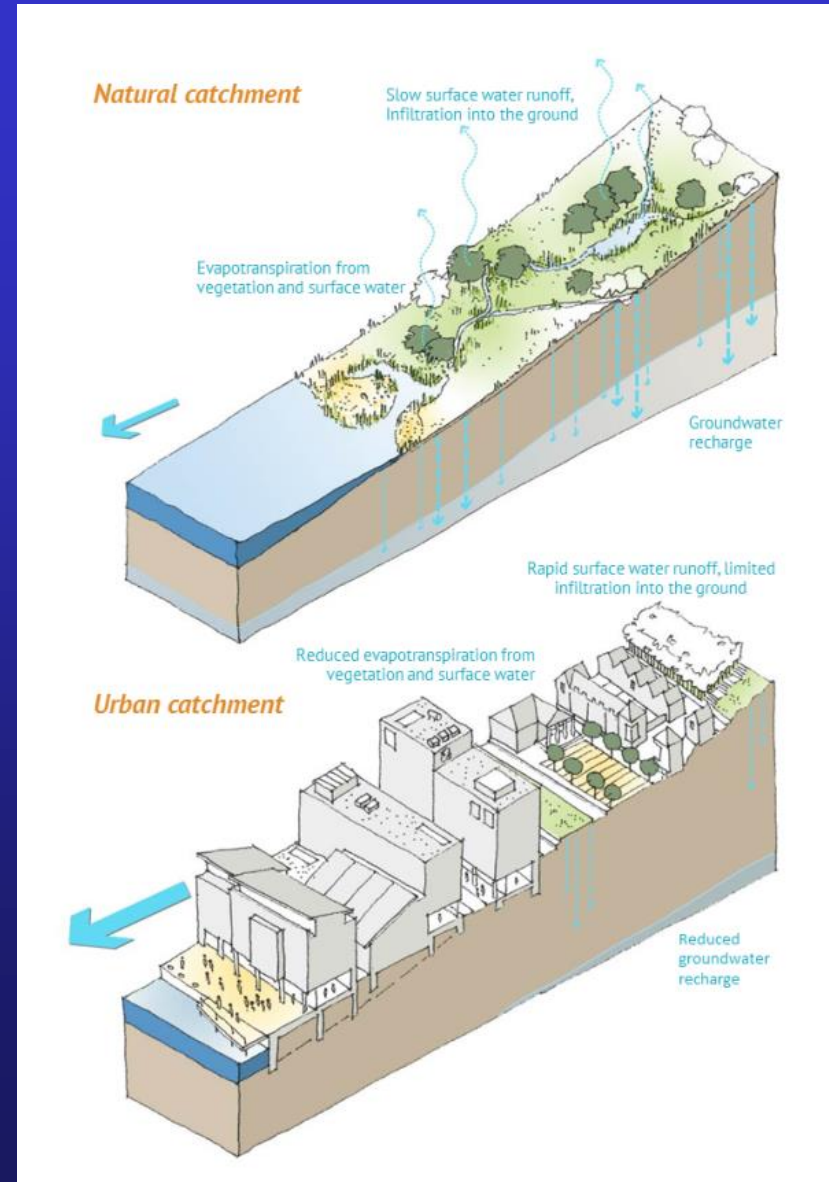 Natural catchment
Slow surface water runoff,
Infiltration into the ground
Evapotranspiration from
vegetation and surface water
Groundwater
recharge
Rapid surface water runoff, limited
infiltration into the ground
Reduced evapotranspiration from
vegetation and surface water
Urban catchment
Reduced
groundwater
recharge